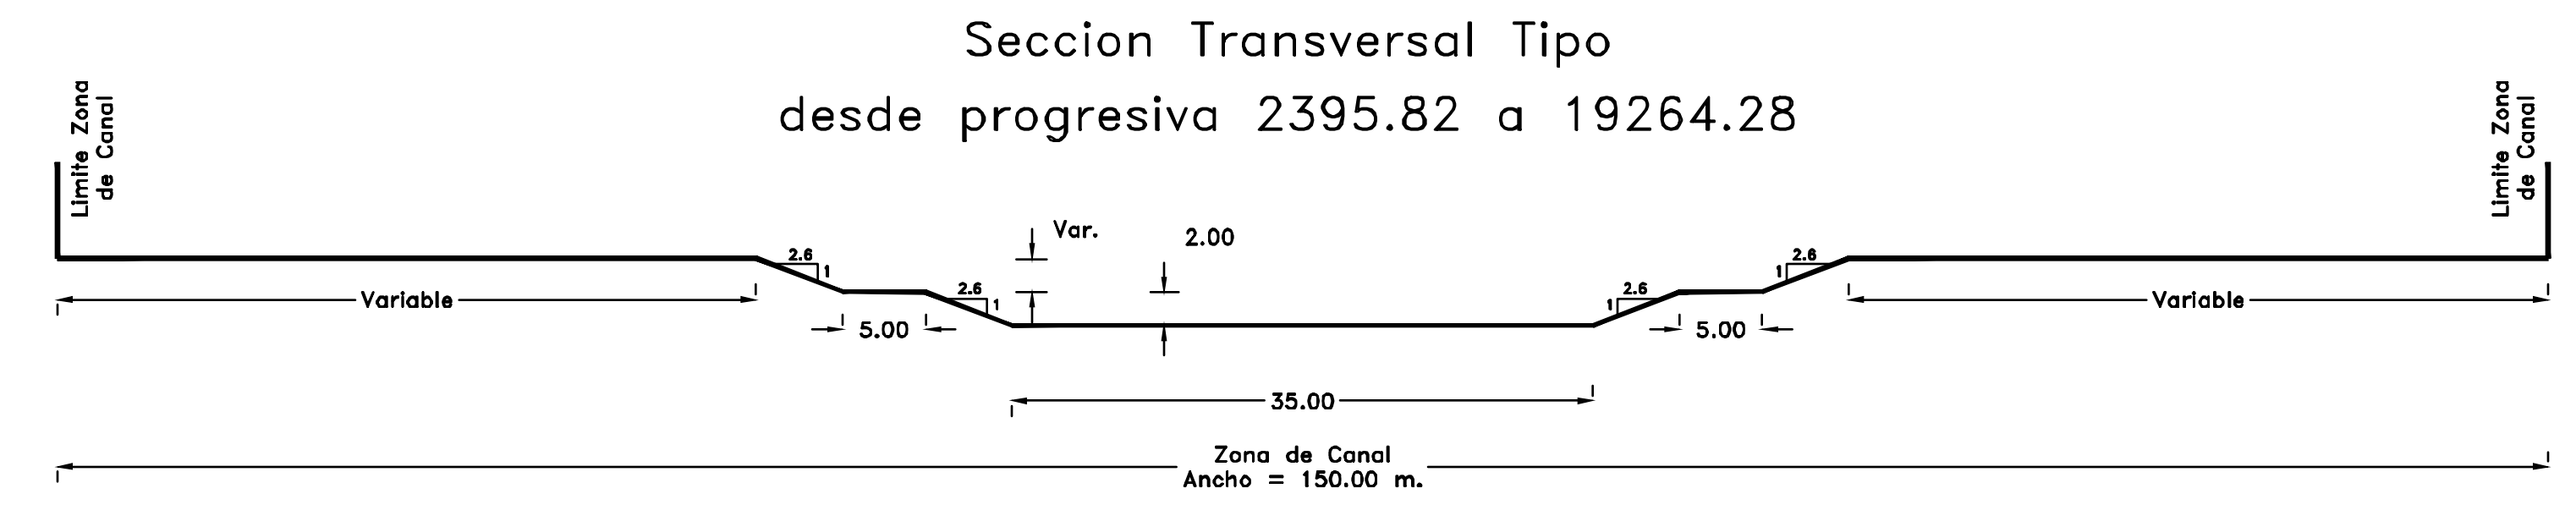 Seccion Transversal Tipo
desde progresiva 2395.82 a 19264.28
Limite Zona
de Canal
Limite Zona
de Canal
Var.
2.00
2.6
1
2.6
1
2.6
1
2.6
1
Variable
5.00
5.00
Variable
35.00
Zona de Canal
Ancho = 150.00 m.